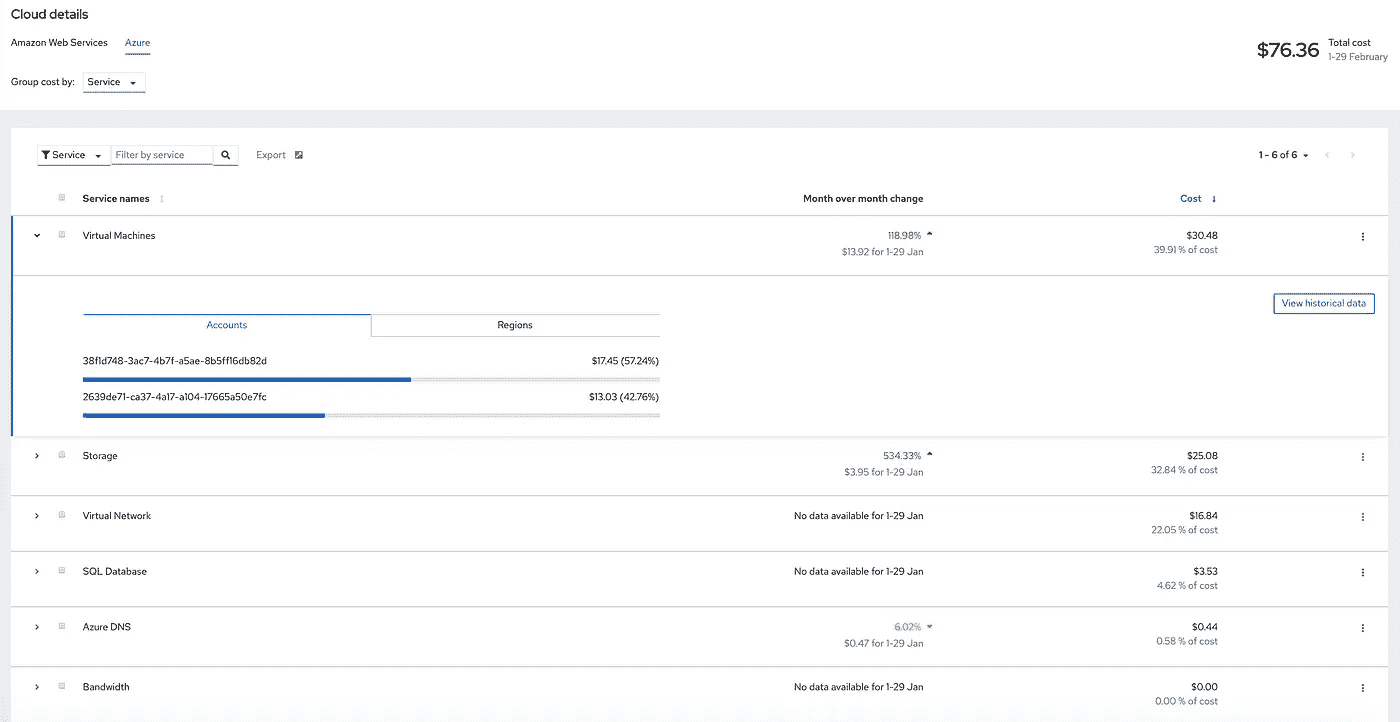 Cloud details
Amazon Web Services Azure
$76.36 Total cost
1-29 February
Group cost by: Service
Service Filter by service Export 1 - 6 of 6
Service names Month over month change Cost
Virtual Machines 118.98% $30.48
$13.92 for 1-29 Jan 39.91 % of cost
View historical data
Accounts Regions
38f1d748-3ac7-4b7f-a5ae-8b5ff16db82d $17.45 (57.24%)
2639de71-ca37-4a17-a104-17665a50e7fc $13.03 (42.76%)
Storage 534.33% $25.08
$3.95 for 1-29 Jan 32.84 % of cost
Virtual Network No data available for 1-29 Jan $16.84
22.05 % of cost
SQL Database No data available for 1-29 Jan $3.53
4.62 % of cost
Azure DNS 6.02% $0.44
$0.47 for 1-29 Jan 0.58 % of cost
Bandwidth No data available for 1-29 Jan $0.00
0.00 % of cost